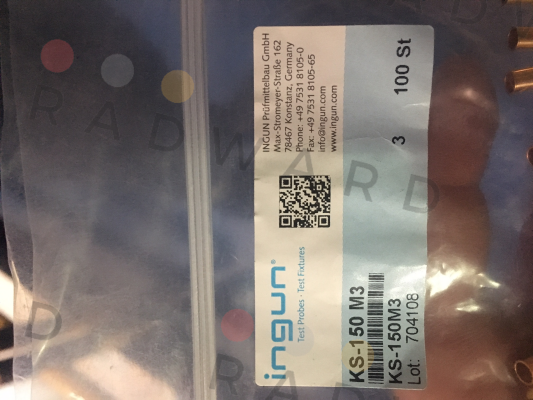 ingun®
Test Probes · Test Fixtures
INGUN Prüfmittelbau GmbH
Max-Stromeyer-Straße 162
78467 Konstanz, Germany
Phone: +49 7531 8105-0
Fax: +49 7531 8105-65
info@ingun.com
www.ingun.com
KS-150 M3
KS-150M3
3 100 St
Lot: 704108
ADWARD
D
RARD